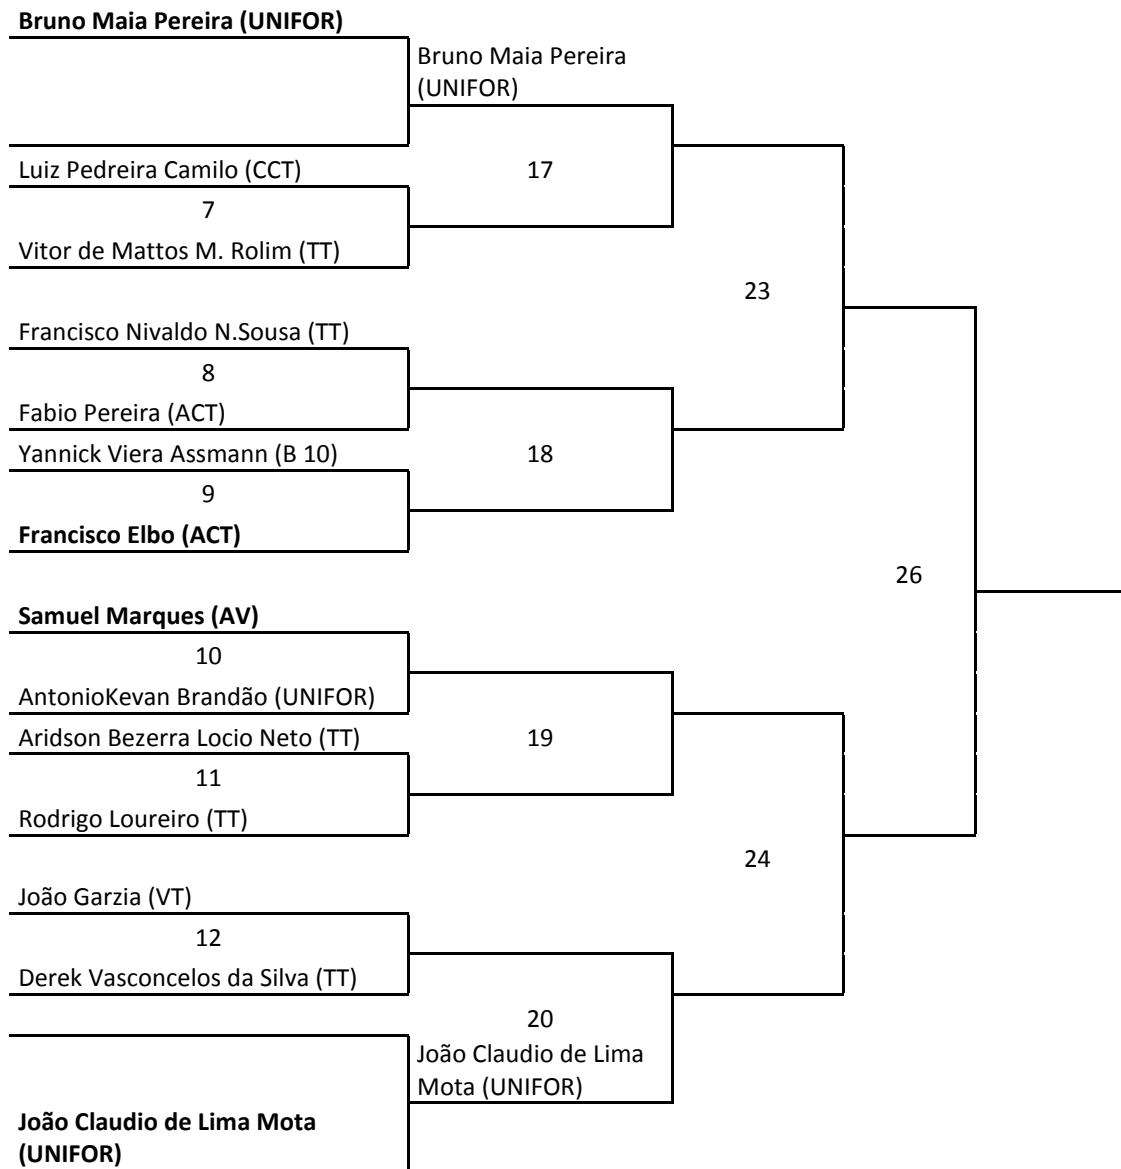 Bruno Maia Pereira (UNIFOR)
Bruno Maia Pereira
(UNIFOR)
Luiz Pedreira Camilo (CCT)
17
7
Vitor de Mattos M. Rolim (TT)
23
Francisco Nivaldo N.Sousa (TT)
8
Fabio Pereira (ACT)
Yannick Viera Assmann (B 10)
18
9
Francisco Elbo (ACT)
26
Samuel Marques (AV)
10
AntonioKevan Brandão (UNIFOR)
Aridson Bezerra Locio Neto (TT)
19
11
Rodrigo Loureiro (TT)
24
João Garzia (VT)
12
Derek Vasconcelos da Silva (TT)
20
João Claudio de Lima
Mota (UNIFOR)
João Claudio de Lima Mota
(UNIFOR)